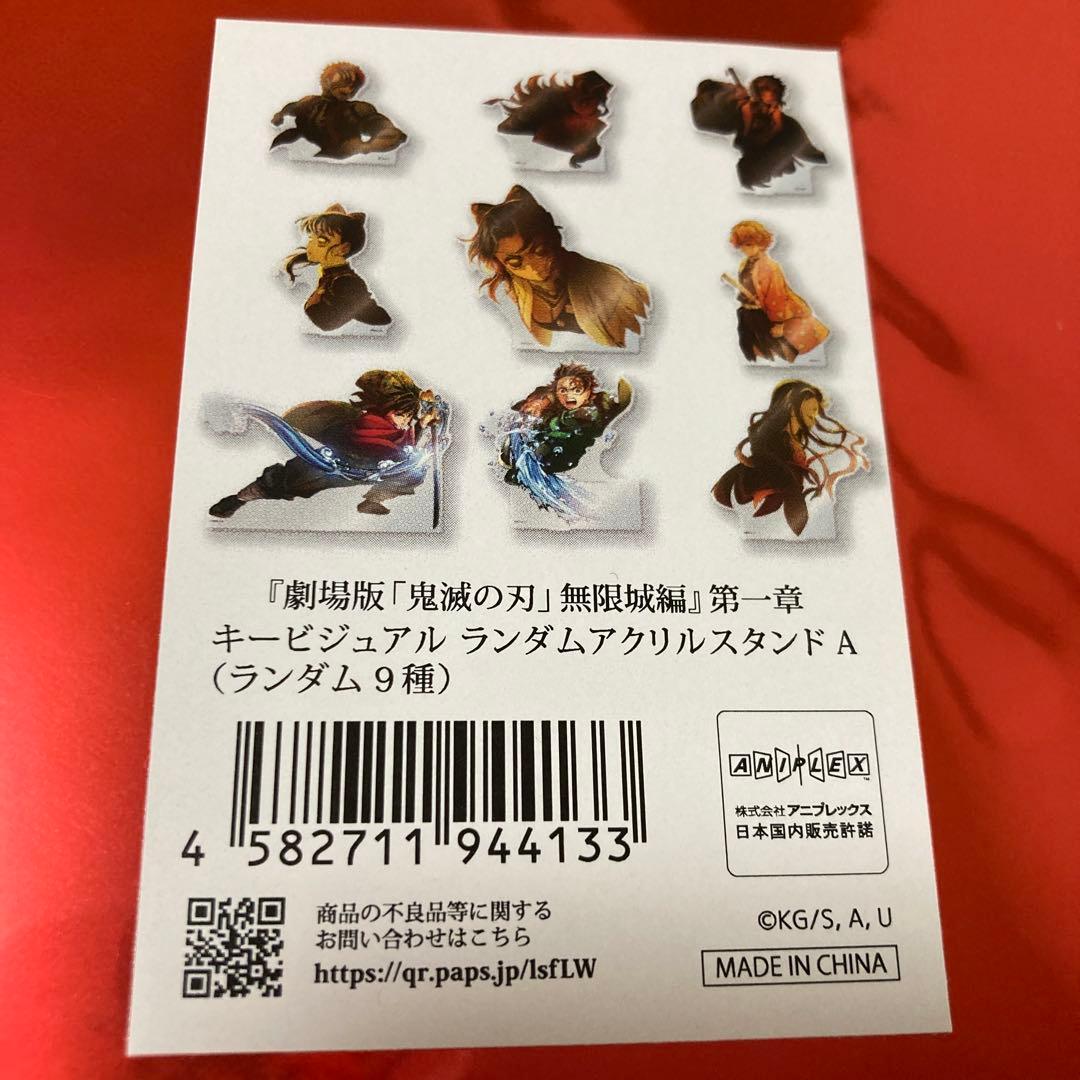 『劇場版「鬼滅の刃」無限城編』第一章
キービジュアル ランダムアクリルスタンド A
（ランダム 9 種）
4 582711 944133
ANIPLEX™
株式会社アニプレックス
日本国内販売許諾
商品の不良品等に関する
お問い合わせはこちら
https://qr.paps.jp/lsfLW
©KG/S, A, U
MADE IN CHINA